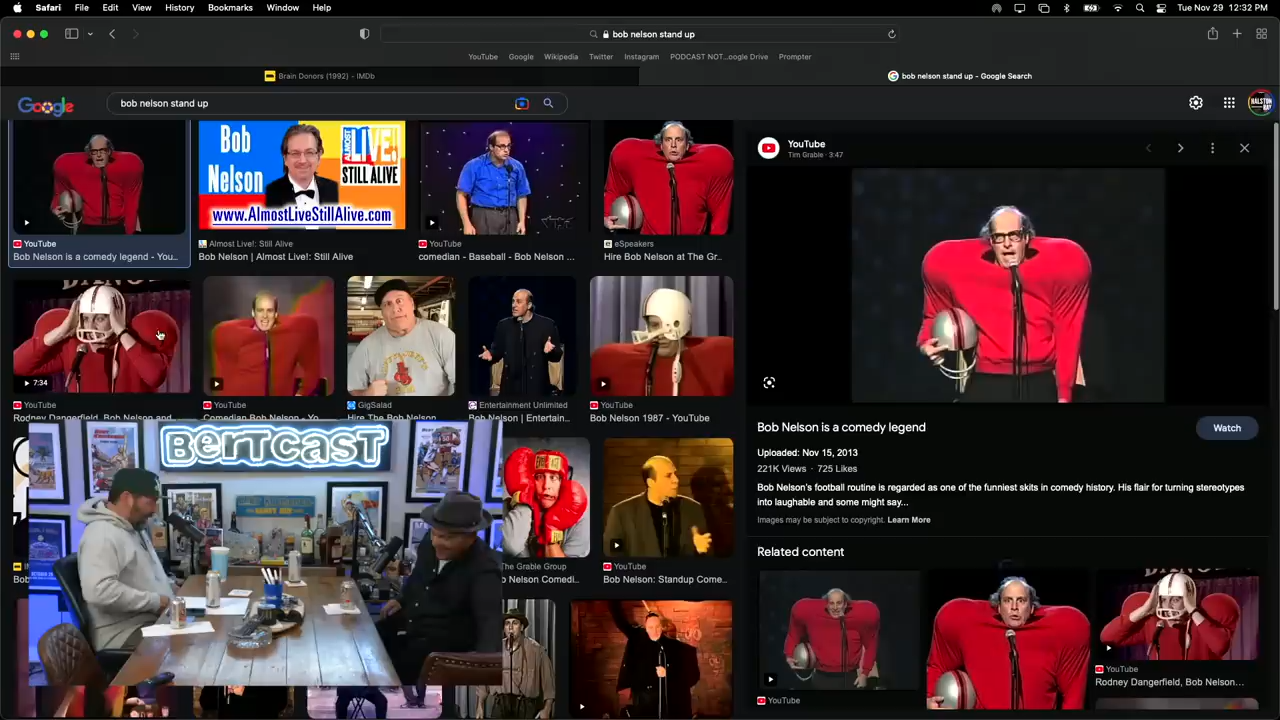 Safari File Edit View History Bookmarks Window Help
Tue Nov 29 12:32 PM
bob nelson stand up
YouTube Google Wikipedia Twitter Instagram PODCAST NOT...oogle Drive Prompter
Brain Donors (1992) - IMDb
bob nelson stand up - Google Search
Google
bob nelson stand up
HALSTON RAY
Bob
Nelson
ALMOST
LIVE!
STILL ALIVE
www.AlmostLiveStillAlive.com
YouTube
Bob Nelson is a comedy legend - You...
Almost Live!: Still Alive
Bob Nelson | Almost Live!: Still Alive
YouTube
comedian - Baseball - Bob Nelson ...
eSpeakers
Hire Bob Nelson at The Gr...
7:34
YouTube
Rodney Dangerfield, Bob Nelson and
YouTube
Comedian Bob Nelson - Yo...
GigSalad
Hire The Bob Nelson
Entertainment Unlimited
Bob Nelson | Entertain...
YouTube
Bob Nelson 1987 - YouTube
BERTCAST
The Grable Group
Bob Nelson Comedi...
YouTube
Bob Nelson: Standup Come...
YouTube
Tim Grable · 3:47
Bob Nelson is a comedy legend
Watch
Uploaded: Nov 15, 2013
221K Views · 725 Likes
Bob Nelson's football routine is regarded as one of the funniest skits in comedy history. His flair for turning stereotypes
into laughable and some might say...
Images may be subject to copyright. Learn More
Related content
YouTube
YouTube
Rodney Dangerfield, Bob Nelson...